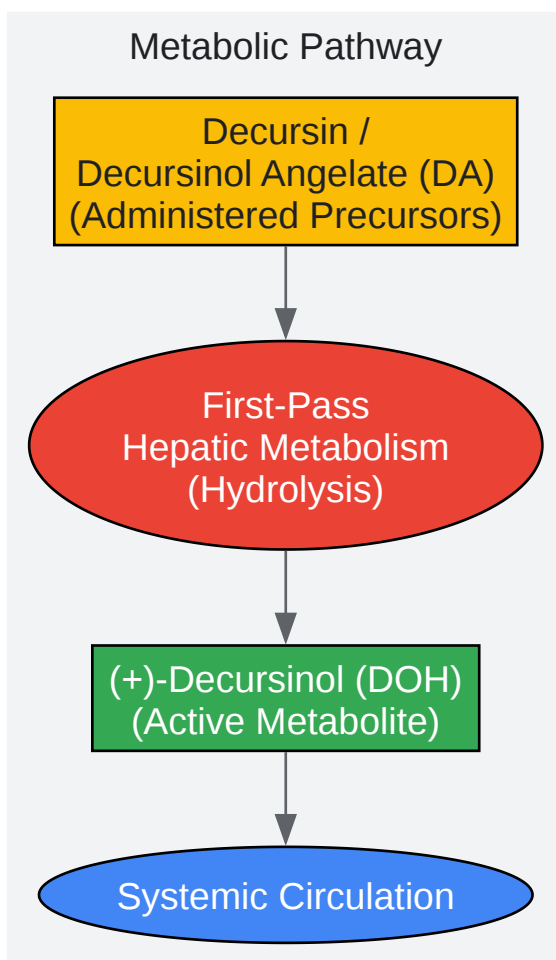 Metabolic Pathway
Decursin /
Decursinol Angelate (DA)
(Administered Precursors)
First-Pass
Hepatic Metabolism
(Hydrolysis)
(+)-Decursinol (DOH)
(Active Metabolite)
Systemic Circulation